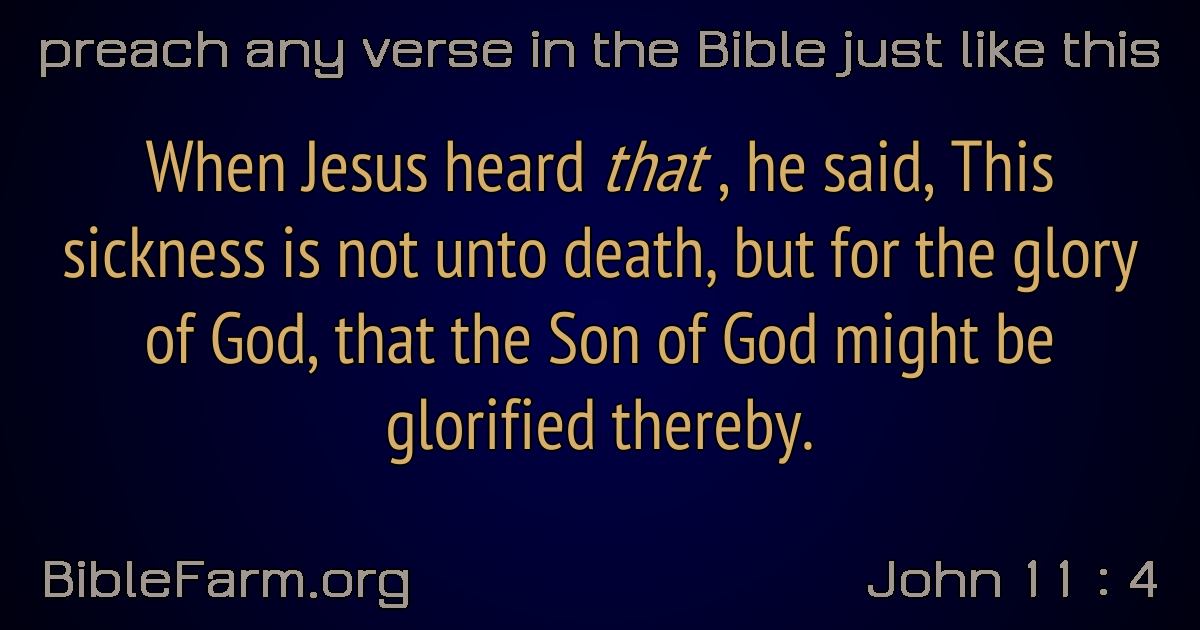 preach any verse in the Bible just like this
When Jesus heard that , he said, This
sickness is not unto death, but for the glory
of God, that the Son of God might be
glorified thereby.
BibleFarm.org
John 11 : 4